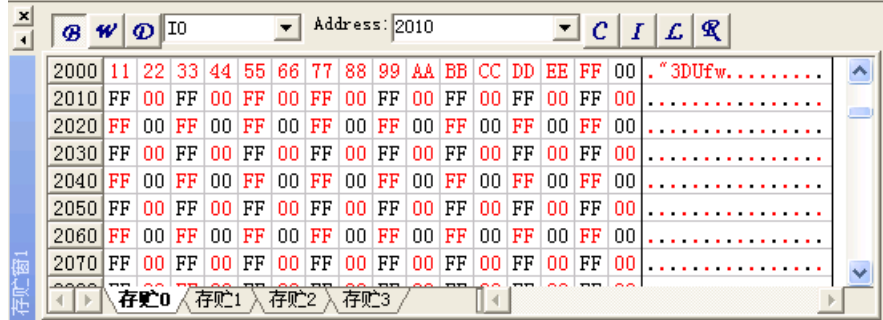 B W D IO Address: 2010 C I L R
2000 11 22 33 44 55 66 77 88 99 AA BB CC DD EE FF 00 ."3DUfw.........
2010 FF 00 FF 00 FF 00 FF 00 FF 00 FF 00 FF 00 FF 00 ................
2020 FF 00 FF 00 FF 00 FF 00 FF 00 FF 00 FF 00 FF 00 ................
2030 FF 00 FF 00 FF 00 FF 00 FF 00 FF 00 FF 00 FF 00 ................
2040 FF 00 FF 00 FF 00 FF 00 FF 00 FF 00 FF 00 FF 00 ................
2050 FF 00 FF 00 FF 00 FF 00 FF 00 FF 00 FF 00 FF 00 ................
2060 FF 00 FF 00 FF 00 FF 00 FF 00 FF 00 FF 00 FF 00 ................
2070 FF 00 FF 00 FF 00 FF 00 FF 00 FF 00 FF 00 FF 00 ................
存贮0 存贮1 存贮2 存贮3
存贮窗1